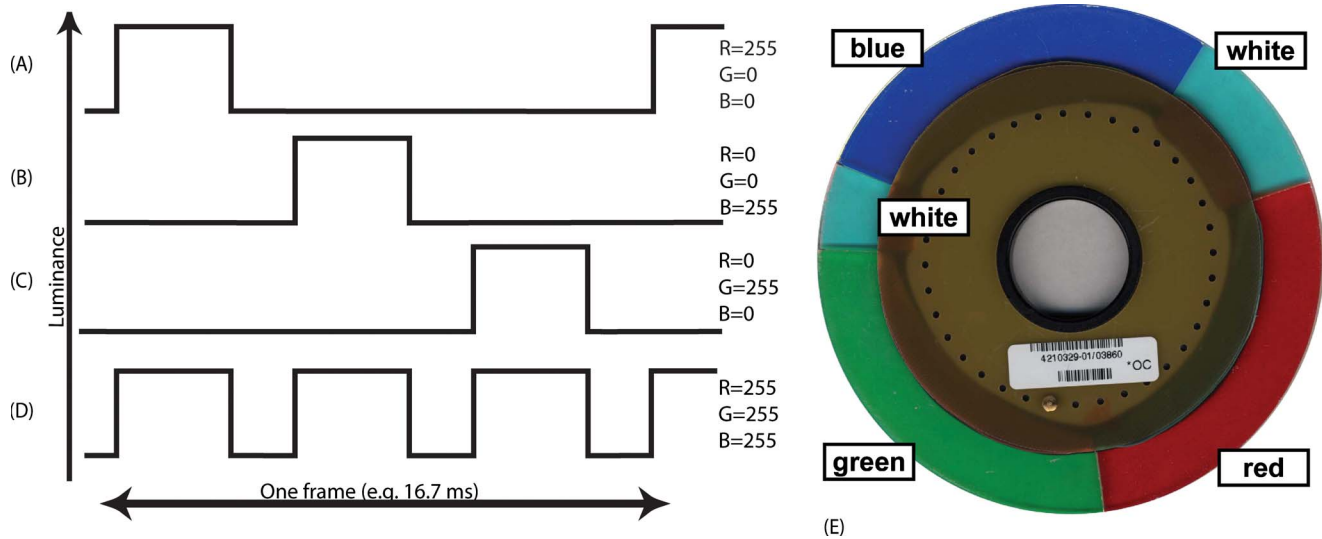 (A)
R=255
G=0
B=0
(B)
R=0
G=0
B=255
(C)
R=0
G=255
B=0
(D)
R=255
G=255
B=255
Luminance
One frame (e.g. 16.7 ms)
blue
white
white
4210329-01/03860
*OC
green
red
(E)